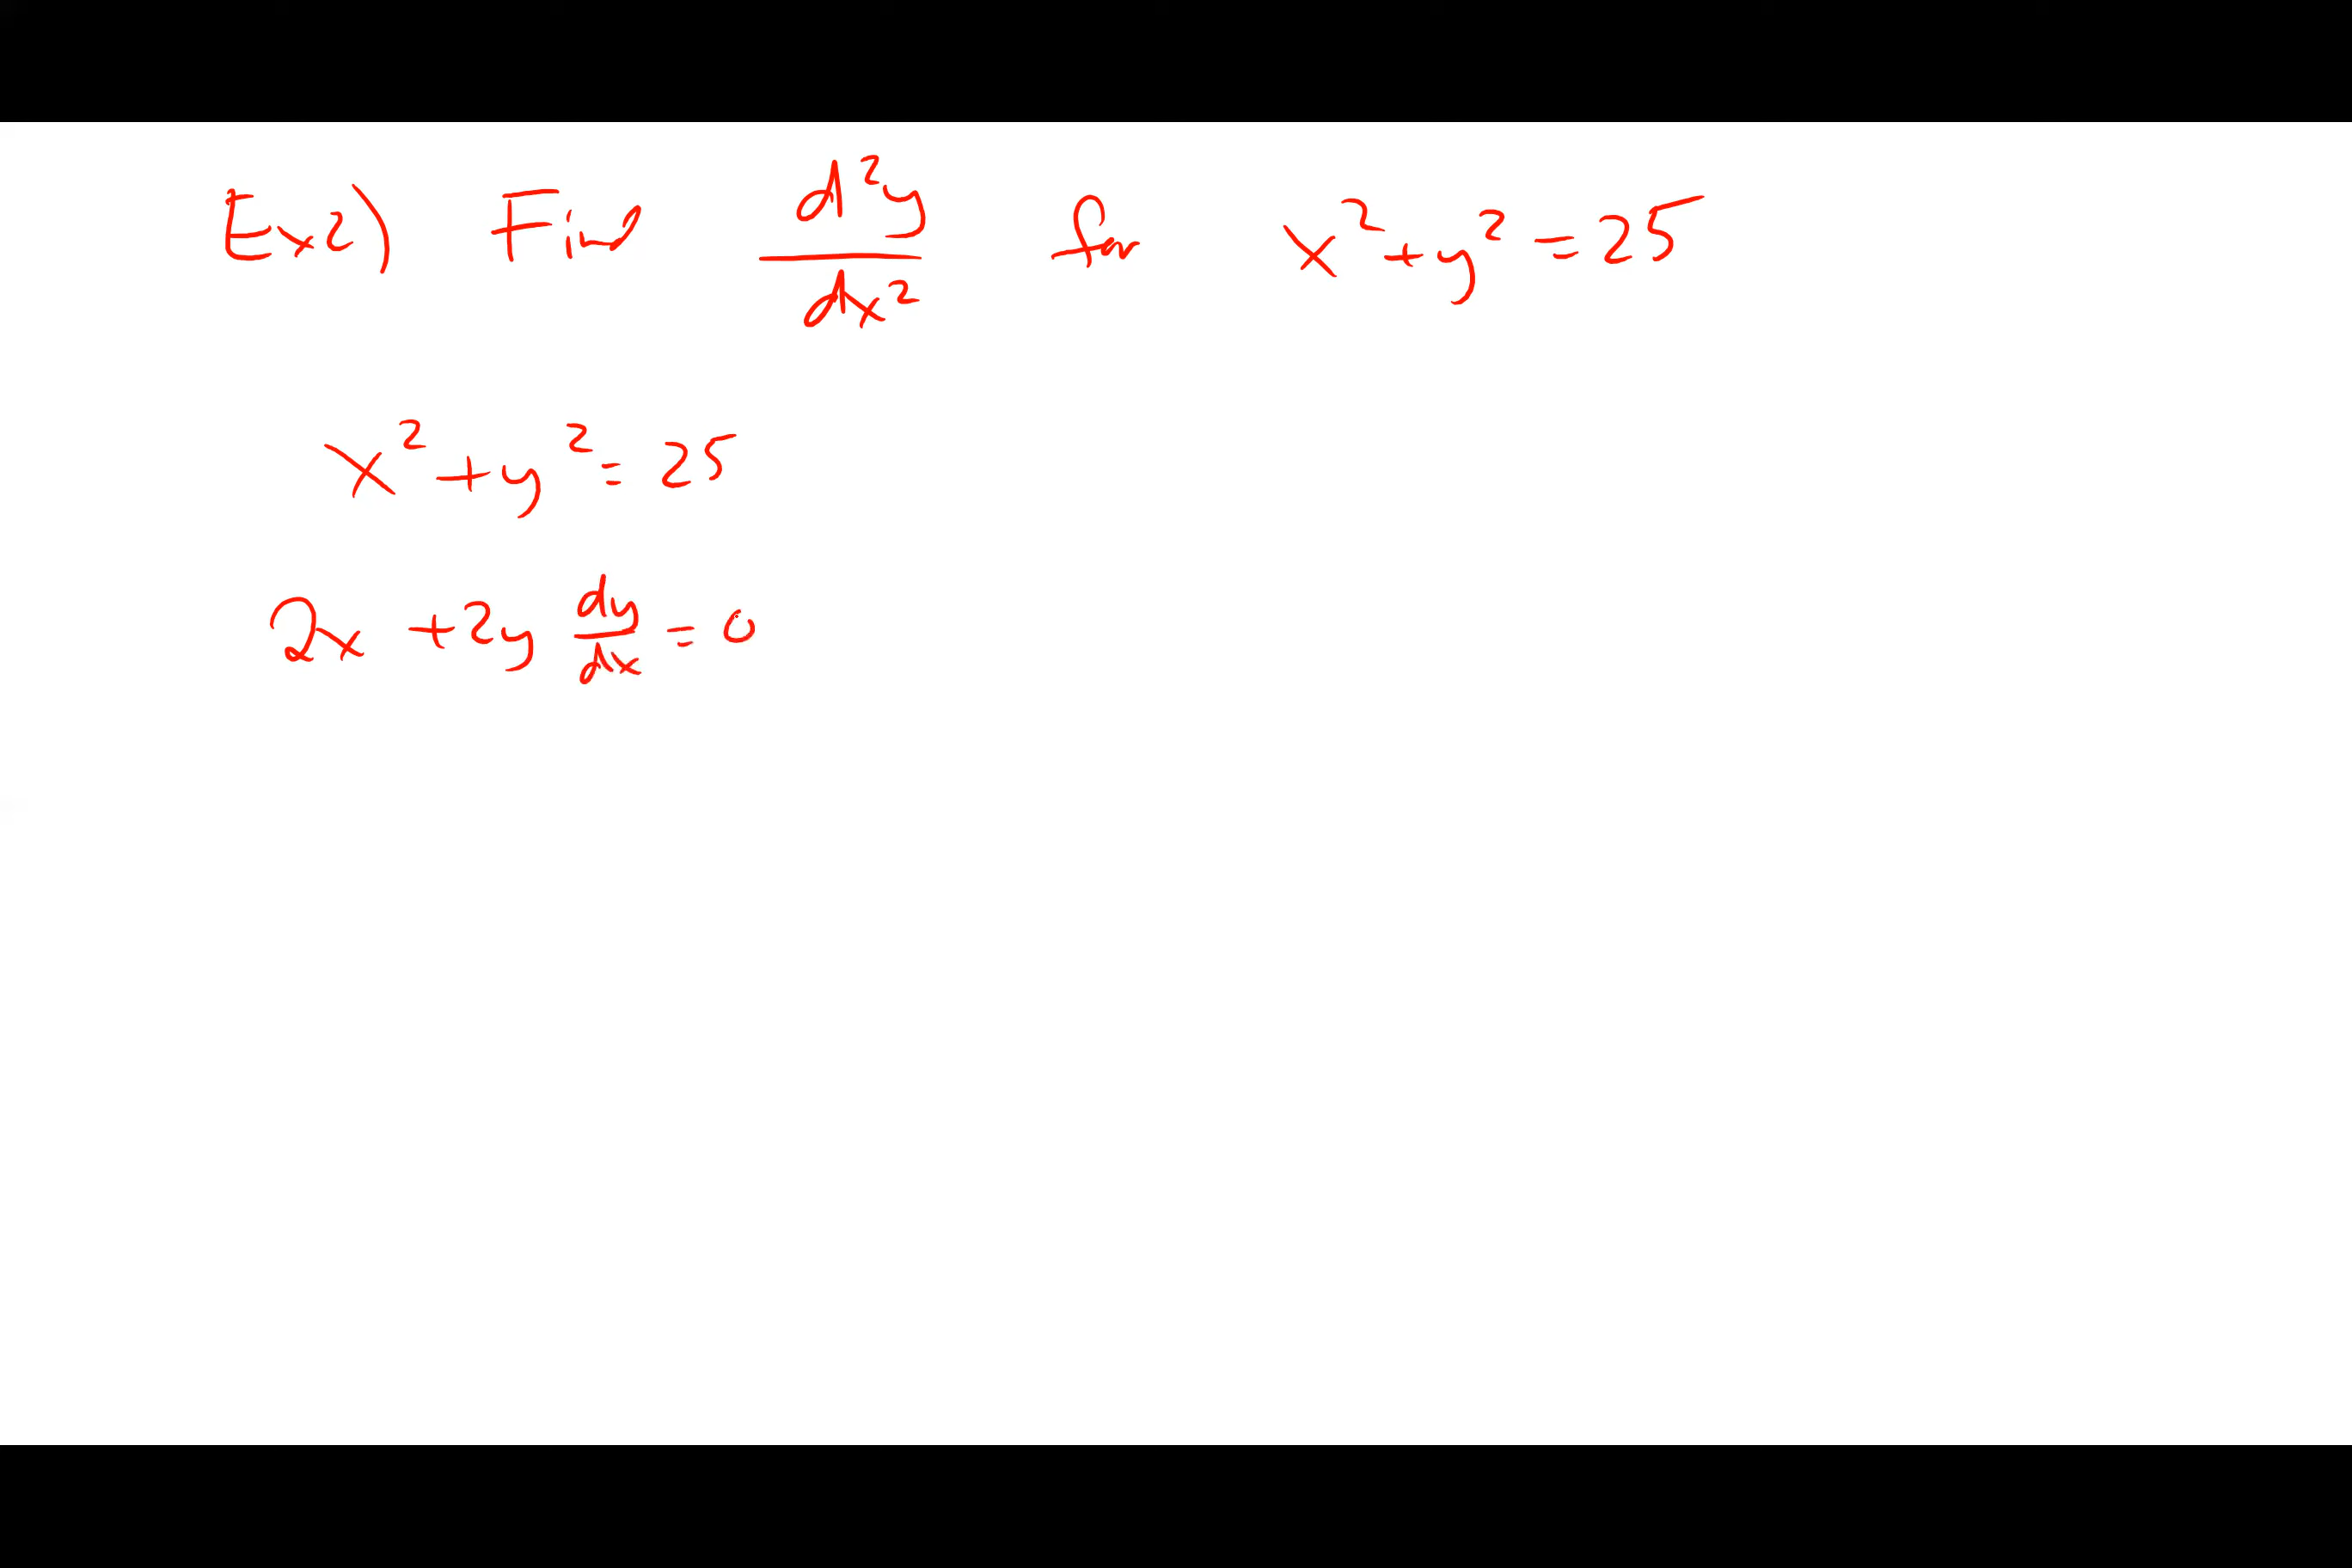 Ex2) Find d²y/dx² for x² + y² = 25
x² + y² = 25
2x + 2y dy/dx = 0